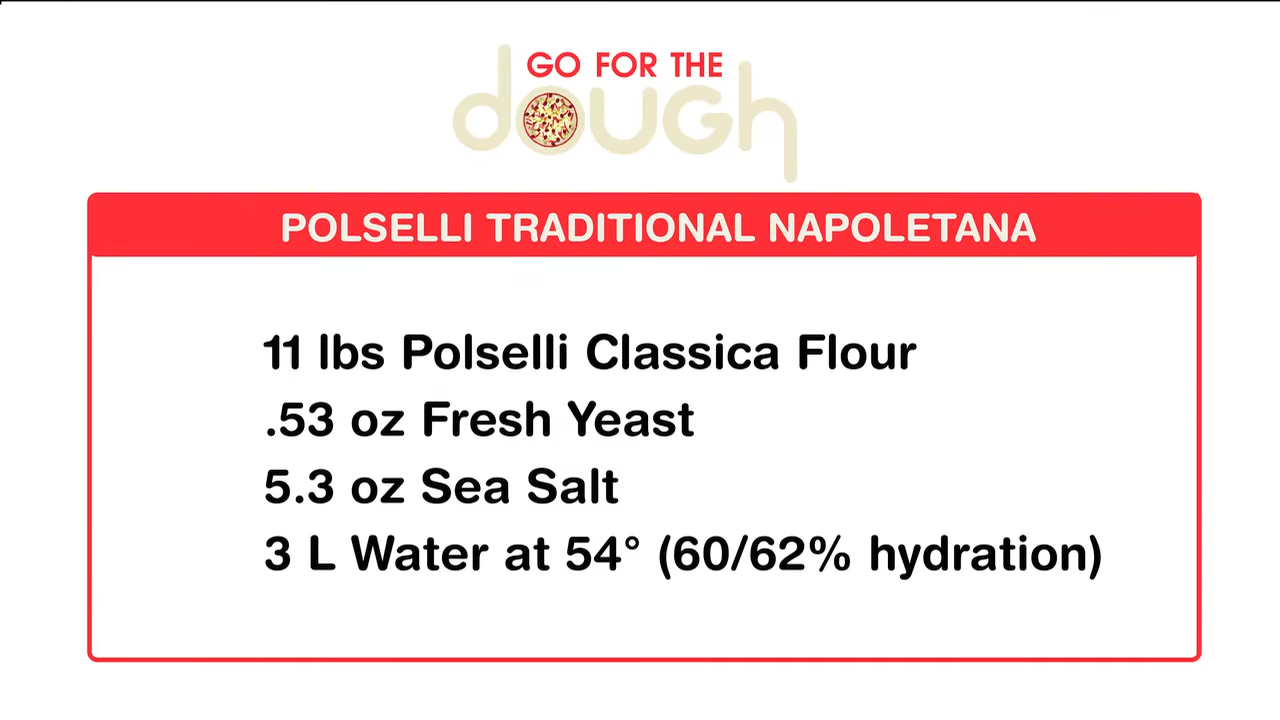 GO FOR THE
dough
POLSELLI TRADITIONAL NAPOLETANA
11 lbs Polselli Classica Flour
.53 oz Fresh Yeast
5.3 oz Sea Salt
3 L Water at 54° (60/62% hydration)